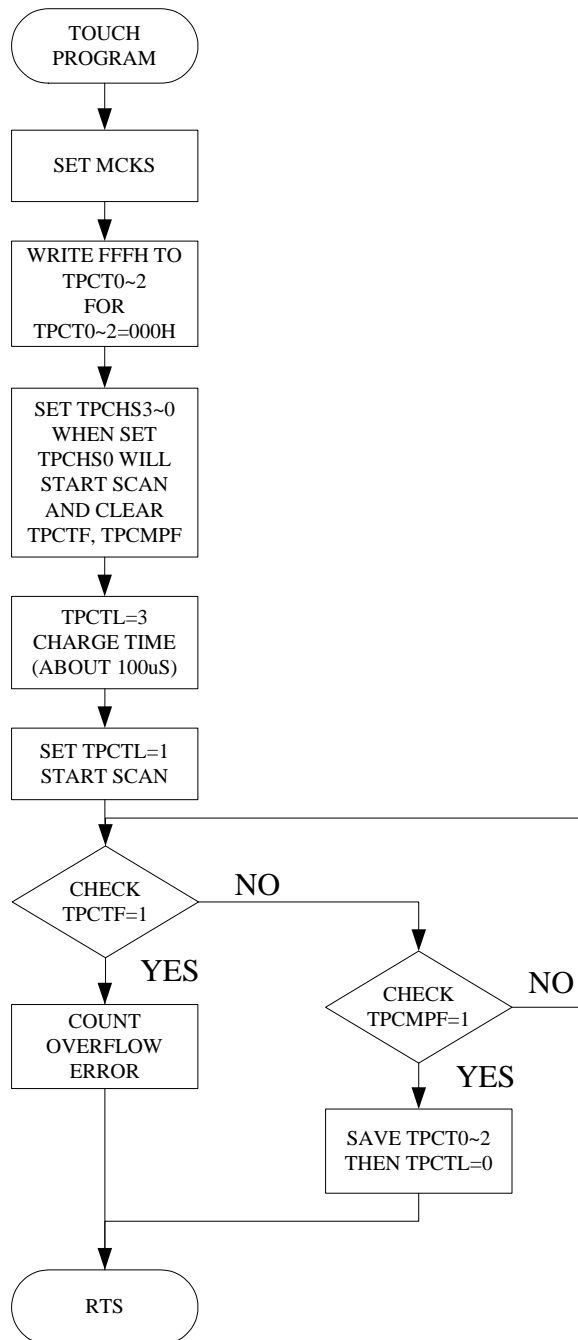 TOUCH
PROGRAM
SET MCKS
WRITE FFFH TO
TPCT0~2
FOR
TPCT0~2=000H
SET TPCHS3~0
WHEN SET
TPCHS0 WILL
START SCAN
AND CLEAR
TPCTF, TPCMPF
TPCTL=3
CHARGE TIME
(ABOUT 100uS)
SET TPCTL=1
START SCAN
CHECK
TPCTF=1
NO
YES
CHECK
TPCMPF=1
NO
COUNT
OVERFLOW
ERROR
YES
SAVE TPCT0~2
THEN TPCTL=0
RTS